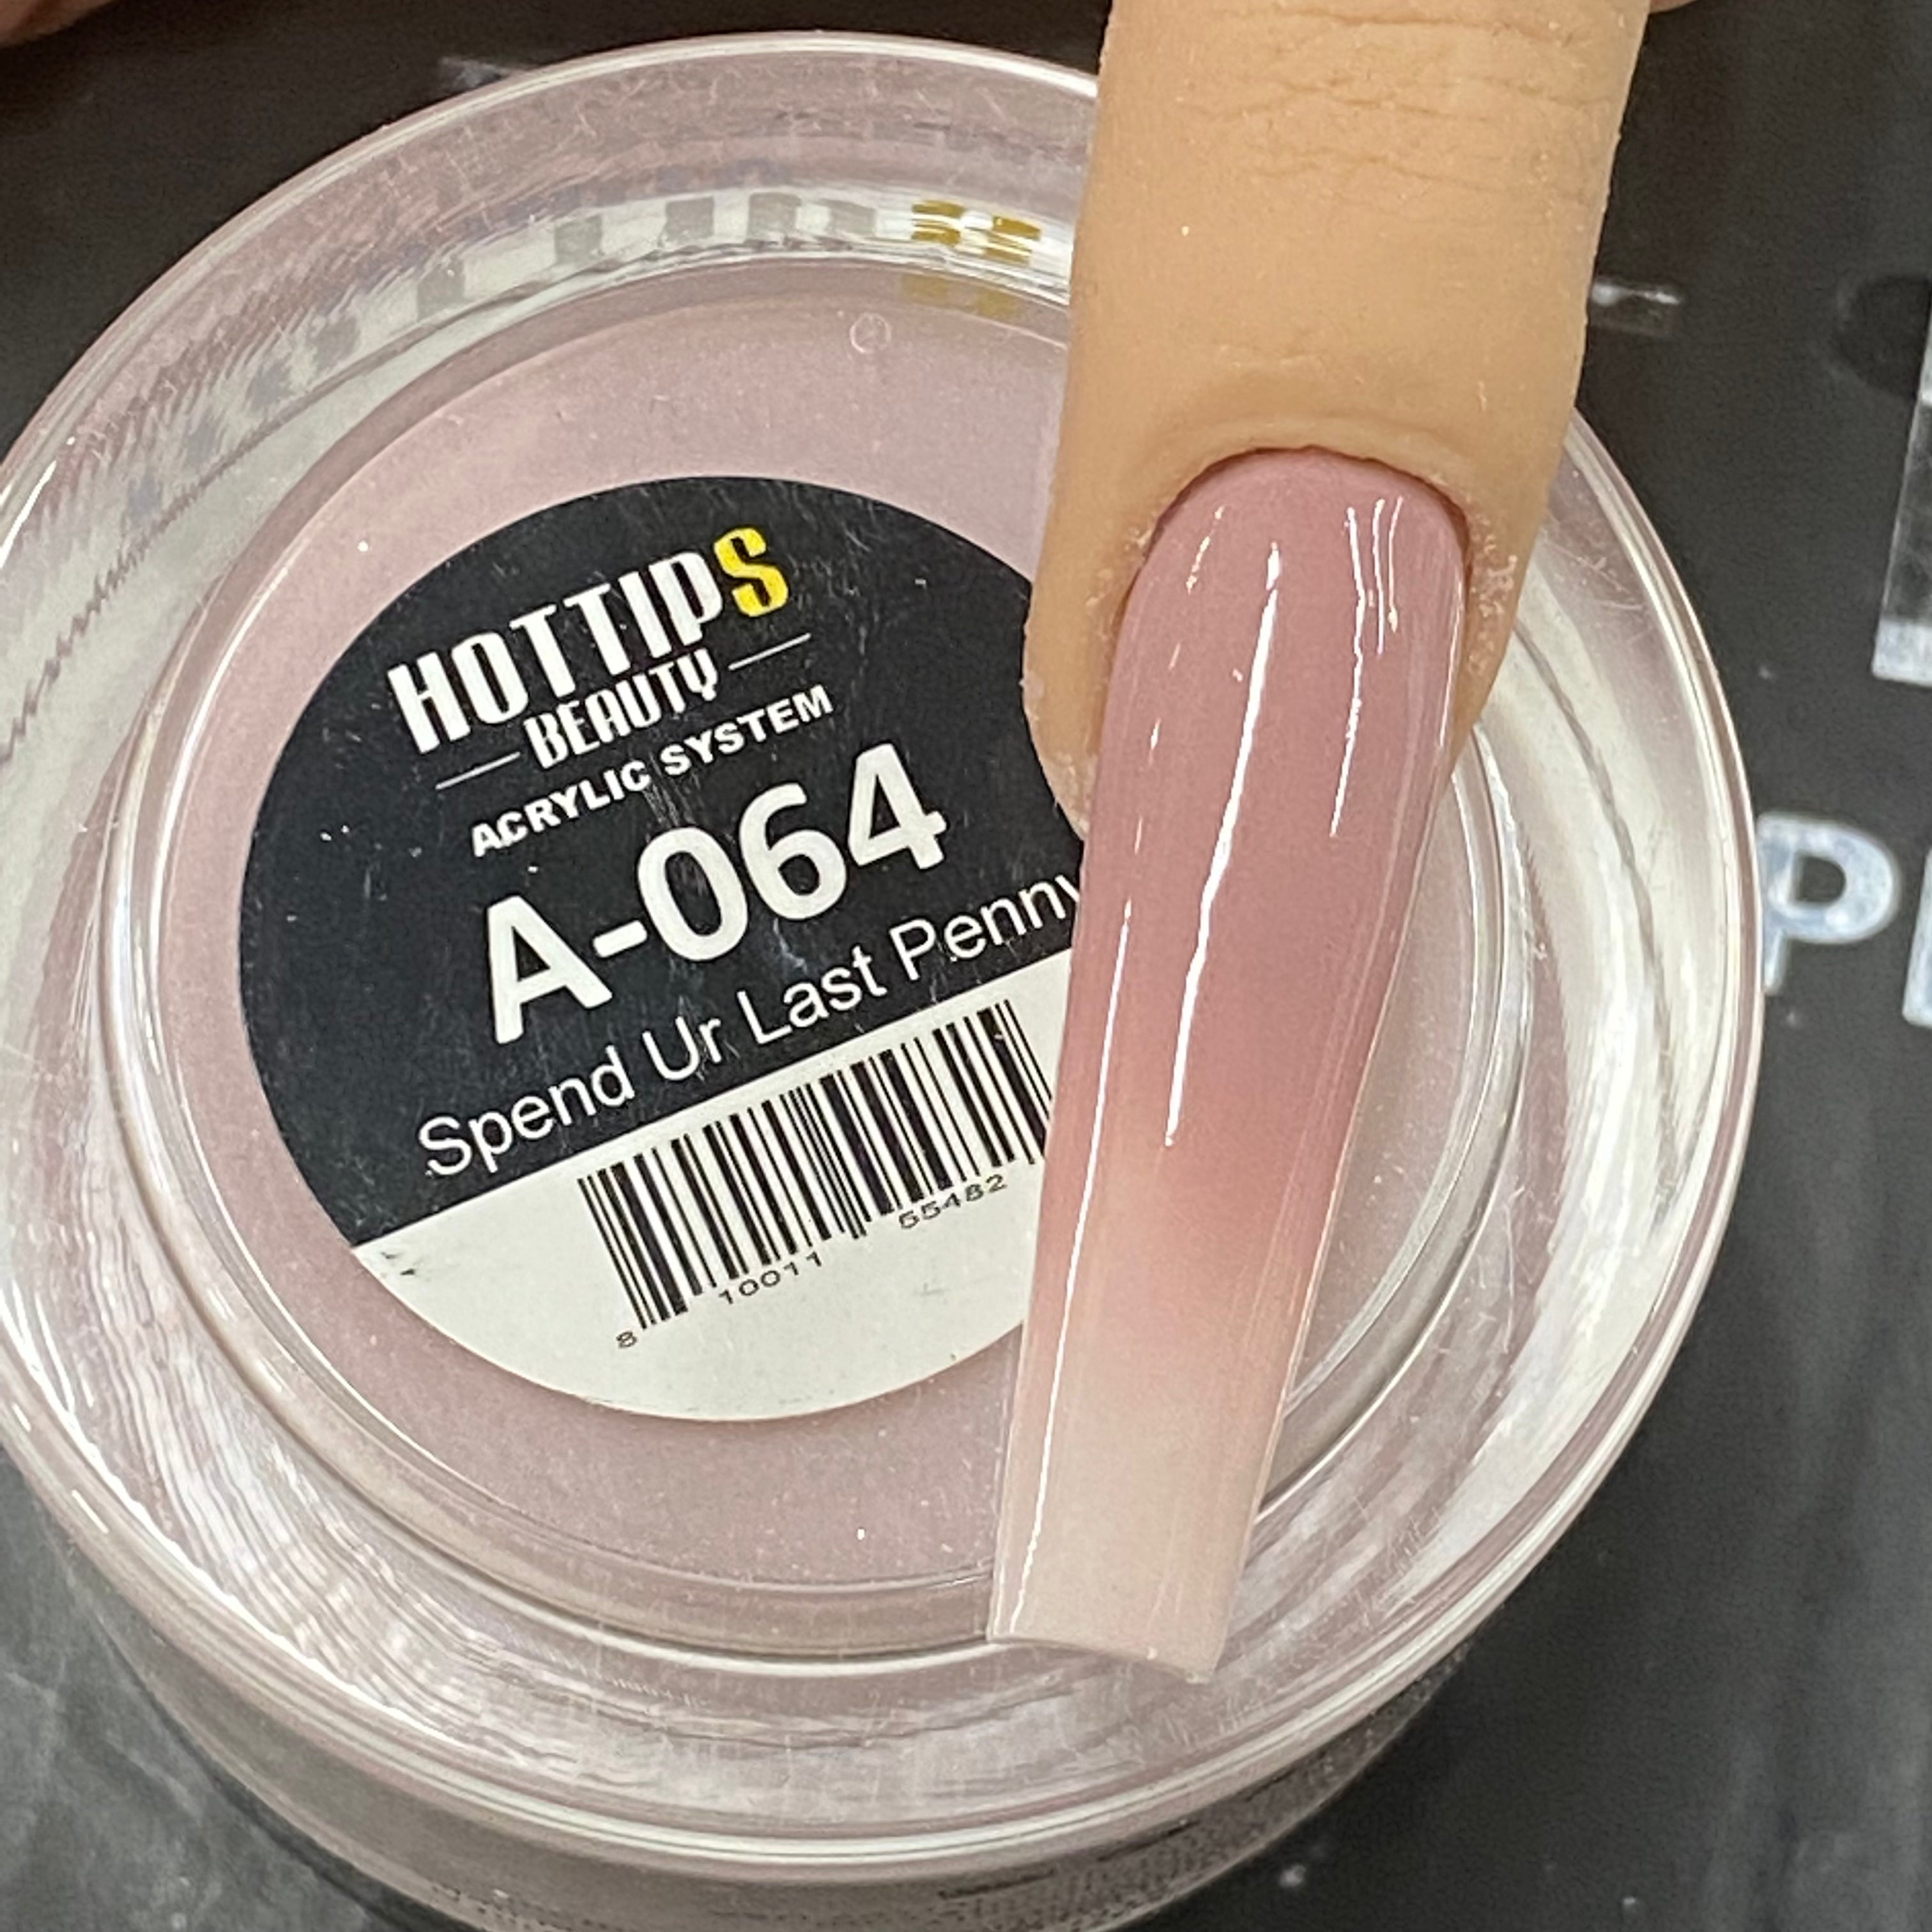 HOTTIPS
BEAUTY
ACRYLIC SYSTEM
A-064
Spend Ur Last Penny
8 10011 55482
P